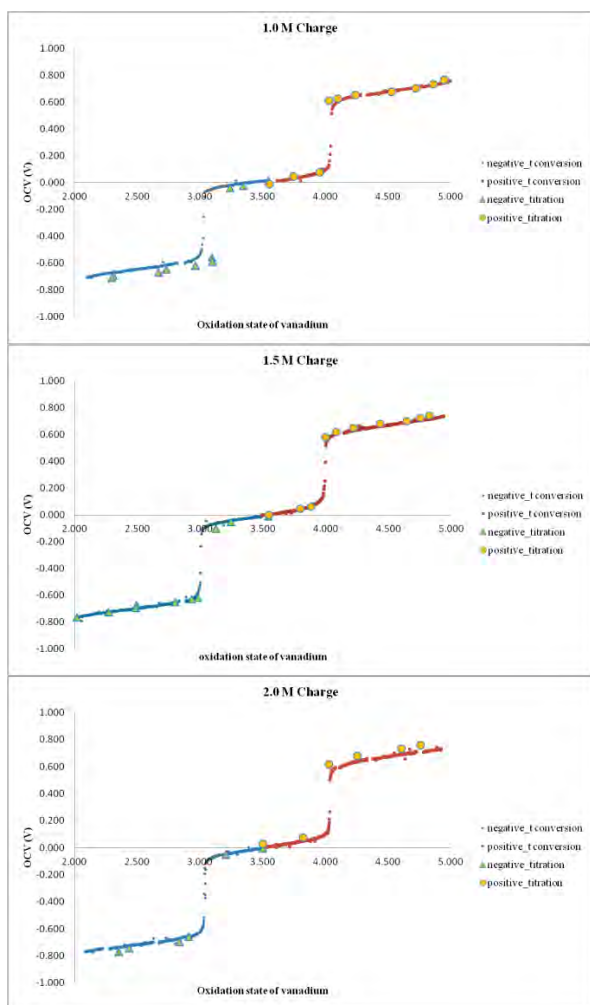 1.0 M Charge
1.000
0.800
0.600
0.400
0.200
0.000
-0.200
-0.400
-0.600
-0.800
-1.000
OCV (V)
2.000 2.500 3.000 3.500 4.000 4.500 5.000
Oxidation state of vanadium
negative_t conversion
positive_t conversion
negative_titration
positive_titration
1.5 M Charge
1.000
0.800
0.600
0.400
0.200
0.000
-0.200
-0.400
-0.600
-0.800
-1.000
OCV (V)
2.000 2.500 3.000 3.500 4.000 4.500 5.000
oxidation state of vanadium
negative_t conversion
positive_t conversion
negative_titration
positive_titration
2.0 M Charge
1.000
0.800
0.600
0.400
0.200
0.000
-0.200
-0.400
-0.600
-0.800
-1.000
OCV (V)
2.000 2.500 3.000 3.500 4.000 4.500 5.000
Oxidation state of vanadium
negative_t conversion
positive_t conversion
negative_titration
positive_titration